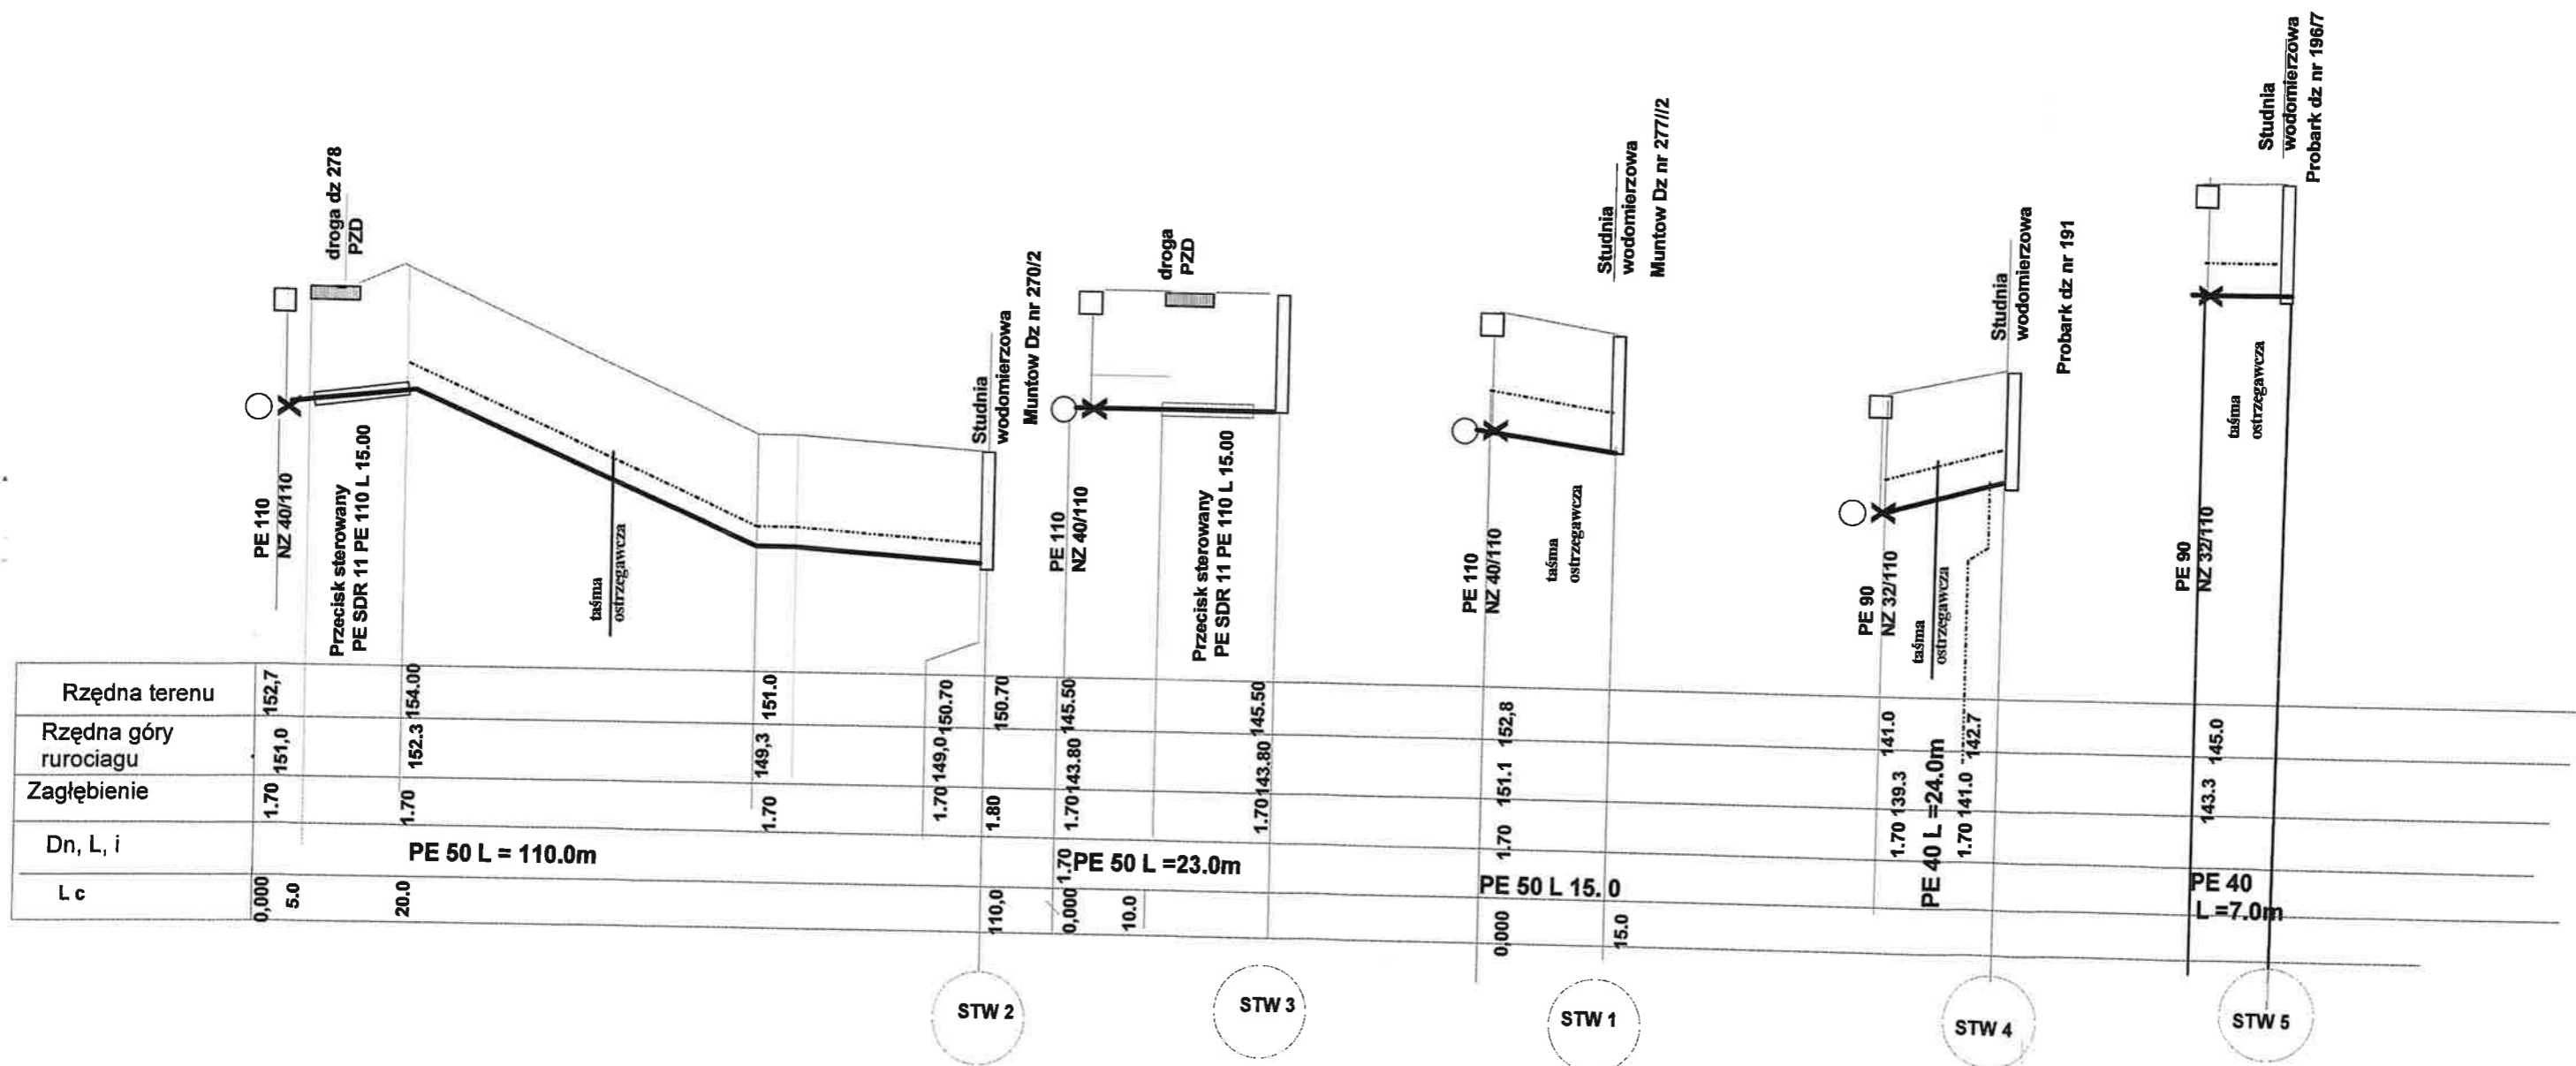 droga dz 278
PZD
PE 110
NZ 40/110
Przecisk sterowany
PE SDR 11 PE 110 L 15.00
taśma
ostrzegawcza
Studnia
wodomierzowa
Muntow Dz nr 270/2
PE 110
NZ 40/110
droga
PZD
Przecisk sterowany
PE SDR 11 PE 110 L 15.00
Studnia
wodomierzowa
Muntow Dz nr 277//2
PE 110
NZ 40/110
taśma
ostrzegawcza
Studnia
wodomierzowa
Probark dz nr 191
PE 90
NZ 32/110
taśma
ostrzegawcza
Studnia
wodomierzowa
Probark dz nr 196/7
PE 90
NZ 32/110
taśma
ostrzegawcza
Rzędna terenu
152,7
154.00
151.0
150.70
150.70
145.50
145.50
152,8
141.0
142.7
145.0
Rzędna góry
rurociagu
151,0
152.3
149,3
149,0
143.80
143.80
151.1
139.3
141.0
143.3
Zagłębienie
1.70
1.70
1.70
1.70
1.80
1.70
1.70
1.70
1.70
1.70
Dn, L, i
PE 50 L = 110.0m
1.70
PE 50 L =23.0m
PE 50 L 15. 0
PE 40 L =24.0m
PE 40
L =7.0m
L c
0,000
5.0
20.0
110,0
0,000
10.0
0,000
15.0
STW 2
STW 3
STW 1
STW 4
STW 5